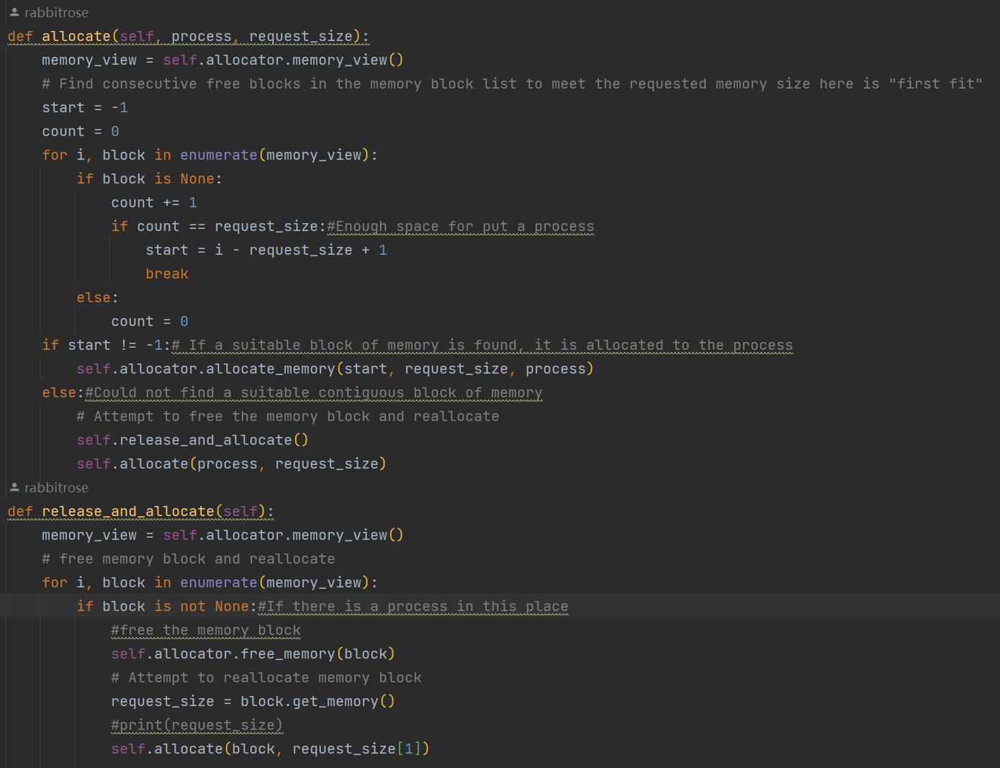 rabbitrose
def allocate(self, process, request_size):
    memory_view = self.allocator.memory_view()
    # Find consecutive free blocks in the memory block list to meet the requested memory size here is "first fit"
    start = -1
    count = 0
    for i, block in enumerate(memory_view):
        if block is None:
            count += 1
            if count == request_size:#Enough space for put a process
                start = i - request_size + 1
                break
        else:
            count = 0
    if start != -1:# If a suitable block of memory is found, it is allocated to the process
        self.allocator.allocate_memory(start, request_size, process)
    else:#Could not find a suitable contiguous block of memory
        # Attempt to free the memory block and reallocate
        self.release_and_allocate()
        self.allocate(process, request_size)
rabbitrose
def release_and_allocate(self):
    memory_view = self.allocator.memory_view()
    # free memory block and reallocate
    for i, block in enumerate(memory_view):
        if block is not None:#If there is a process in this place
            #free the memory block
            self.allocator.free_memory(block)
            # Attempt to reallocate memory block
            request_size = block.get_memory()
            #print(request_size)
            self.allocate(block, request_size[1])